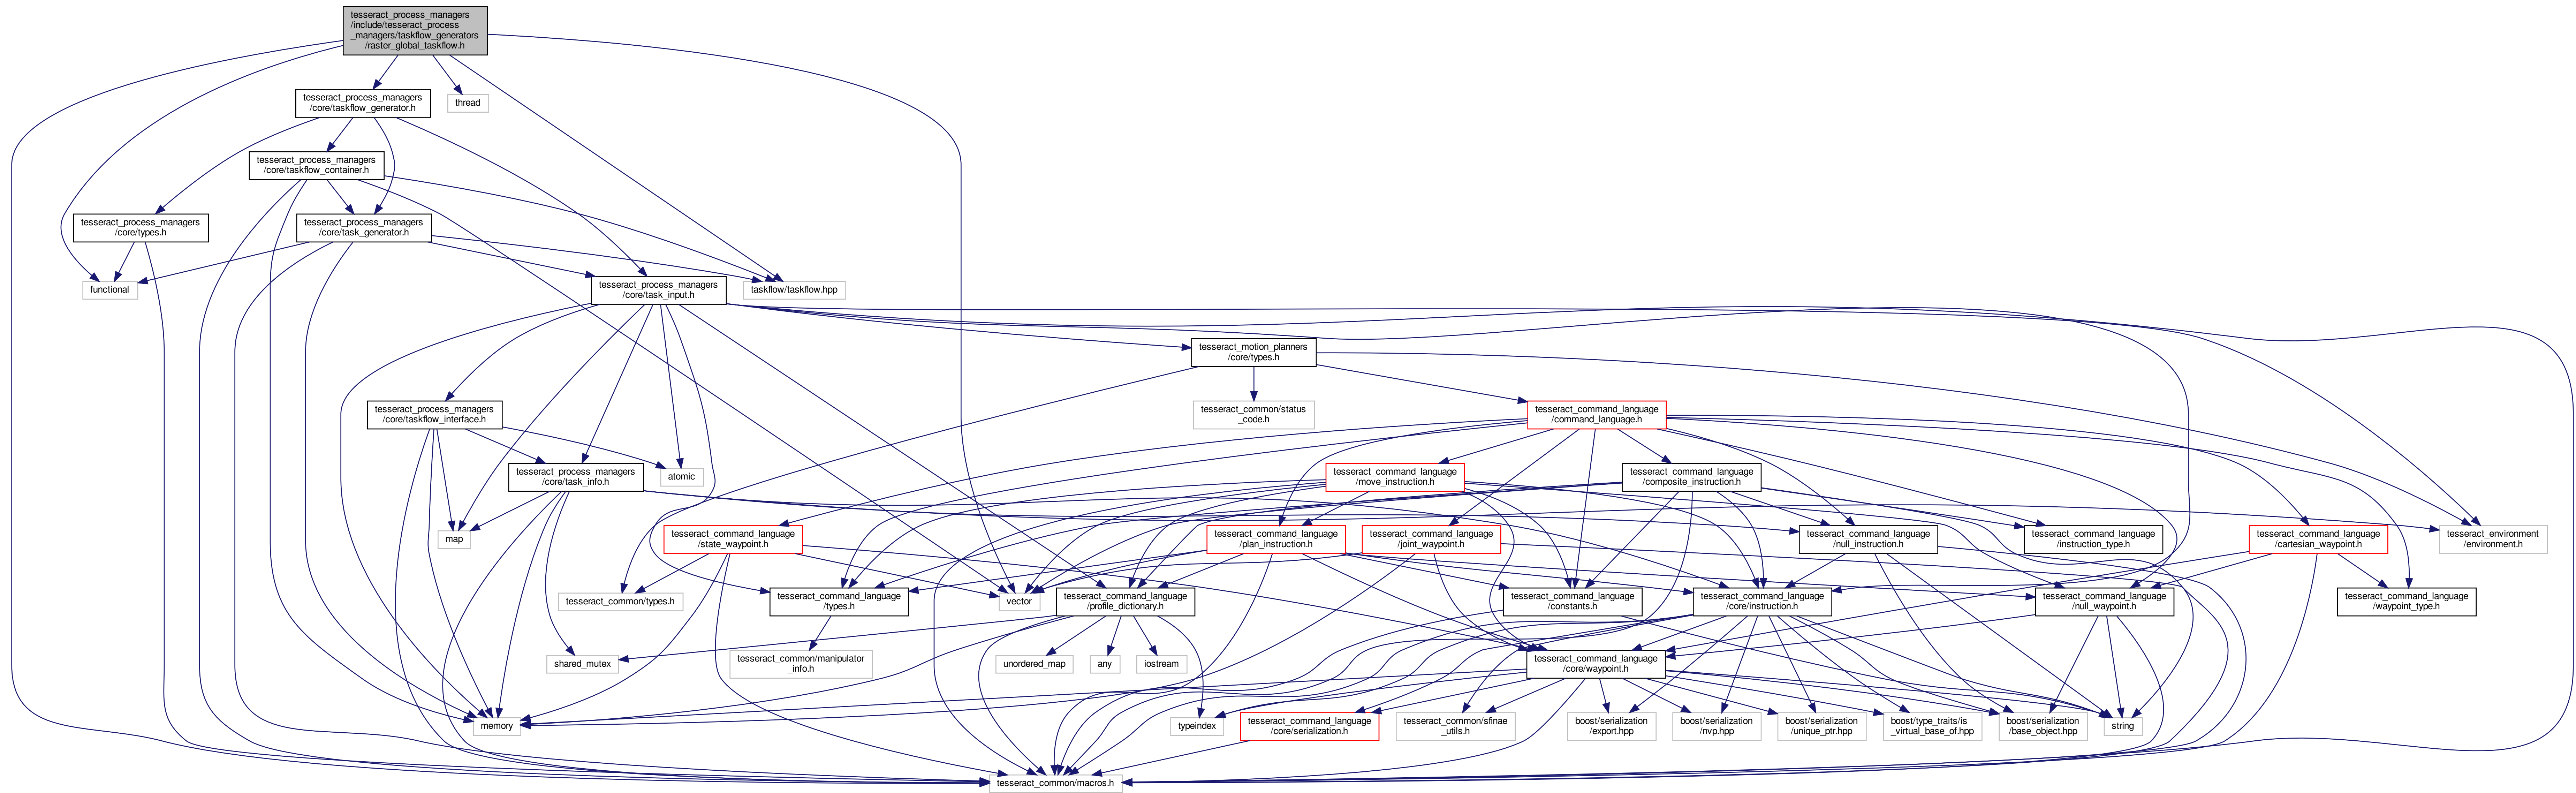 tesseract_process_managers
/include/tesseract_process
_managers/taskflow_generators
/raster_global_taskflow.h
tesseract_process_managers
/core/taskflow_generator.h
thread
tesseract_process_managers
/core/taskflow_container.h
tesseract_process_managers
/core/types.h
tesseract_process_managers
/core/task_generator.h
functional
tesseract_process_managers
/core/task_input.h
taskflow/taskflow.hpp
tesseract_motion_planners
/core/types.h
tesseract_process_managers
/core/taskflow_interface.h
tesseract_common/status
_code.h
tesseract_command_language
/command_language.h
tesseract_process_managers
/core/task_info.h
atomic
tesseract_command_language
/move_instruction.h
tesseract_command_language
/composite_instruction.h
map
tesseract_command_language
/state_waypoint.h
tesseract_command_language
/plan_instruction.h
tesseract_command_language
/joint_waypoint.h
tesseract_environment
/environment.h
tesseract_command_language
/null_instruction.h
tesseract_command_language
/instruction_type.h
tesseract_command_language
/cartesian_waypoint.h
tesseract_common/types.h
tesseract_command_language
/types.h
vector
tesseract_command_language
/profile_dictionary.h
tesseract_command_language
/constants.h
tesseract_command_language
/core/instruction.h
tesseract_command_language
/null_waypoint.h
tesseract_command_language
/waypoint_type.h
shared_mutex
tesseract_common/manipulator
_info.h
unordered_map
any
iostream
tesseract_command_language
/core/waypoint.h
memory
typeindex
tesseract_command_language
/core/serialization.h
tesseract_common/sfinae
_utils.h
boost/serialization
/export.hpp
boost/serialization
/nvp.hpp
boost/serialization
/unique_ptr.hpp
boost/type_traits/is
_virtual_base_of.hpp
boost/serialization
/base_object.hpp
string
tesseract_common/macros.h